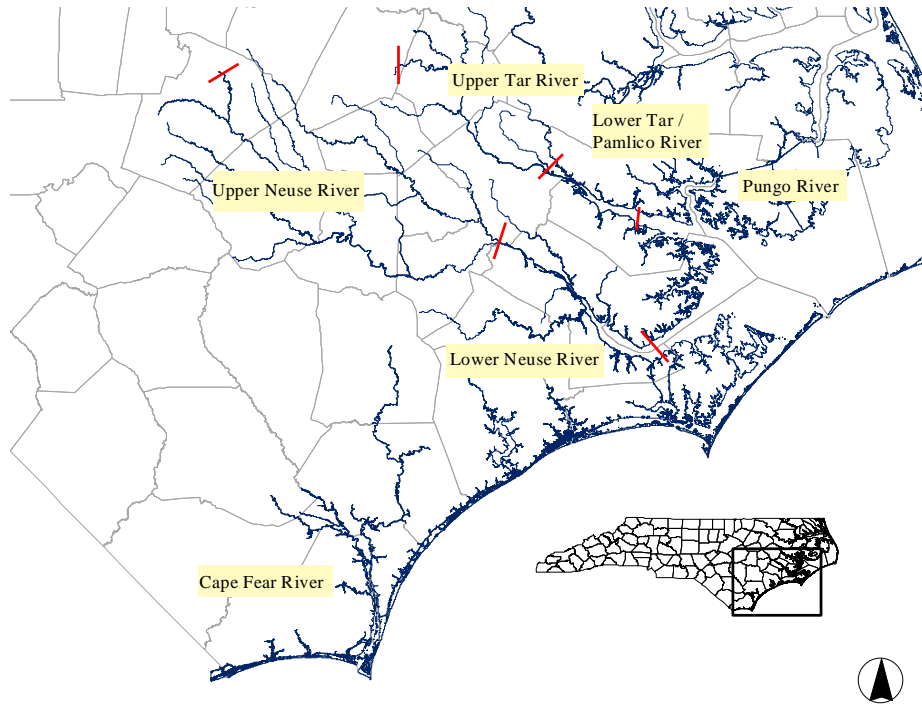 Upper Tar River
Lower Tar /
Pamlico River
Pungo River
Upper Neuse River
Lower Neuse River
Cape Fear River